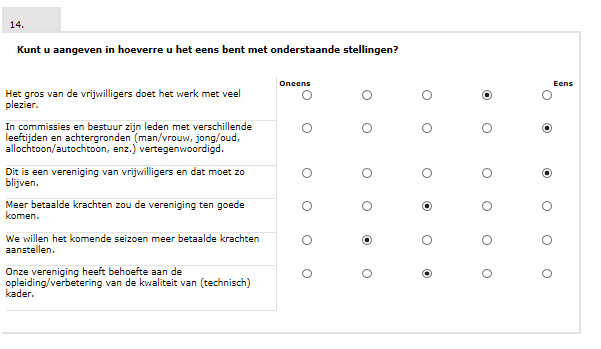 14.
Kunt u aangeven in hoeverre u het eens bent met onderstaande stellingen?
Oneens
Eens
Het gros van de vrijwilligers doet het werk met veel
plezier.
In commissies en bestuur zijn leden met verschillende
leeftijden en achtergronden (man/vrouw, jong/oud,
allochtoon/autochtoon, enz.) vertegenwoordigd.
Dit is een vereniging van vrijwilligers en dat moet zo
blijven.
Meer betaalde krachten zou de vereniging ten goede
komen.
We willen het komende seizoen meer betaalde krachten
aanstellen.
Onze vereniging heeft behoefte aan de
opleiding/verbetering van de kwaliteit van (technisch)
kader.